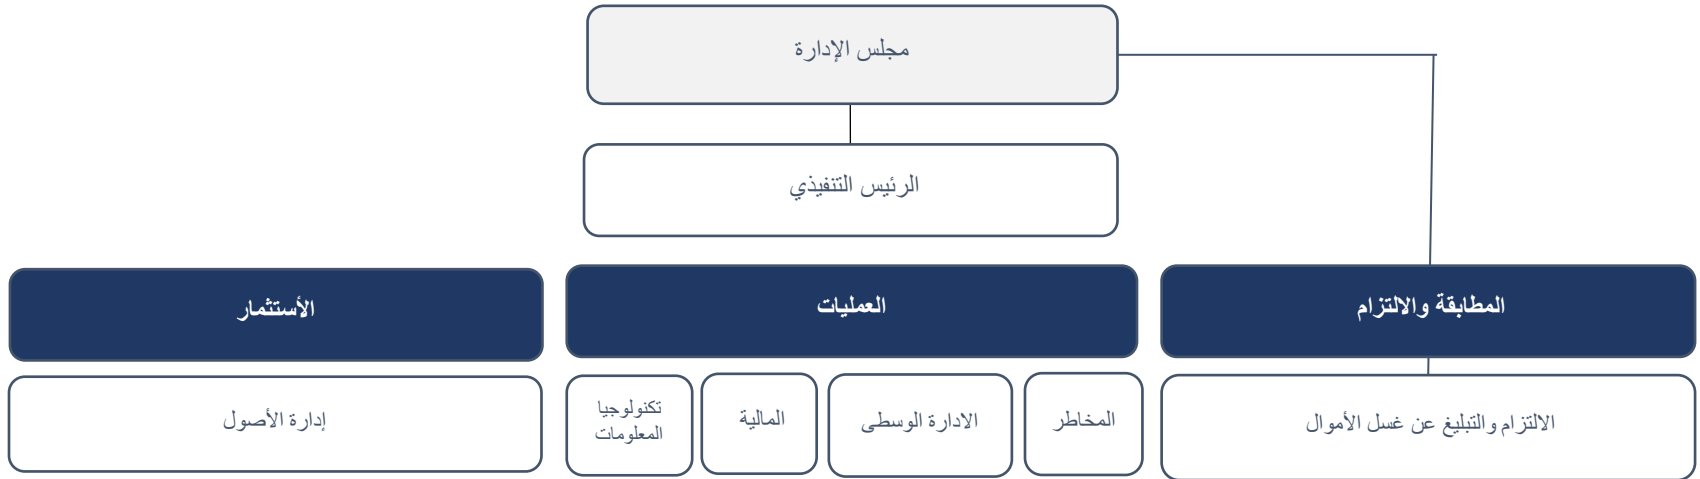 مجلس الإدارة
الرئيس التنفيذي
المطابقة والالتزام
العمليات
الأستثمار
الالتزام والتبليغ عن غسل الأموال
المخاطر
الادارة الوسطى
المالية
تكنولوجيا
المعلومات
إدارة الأصول